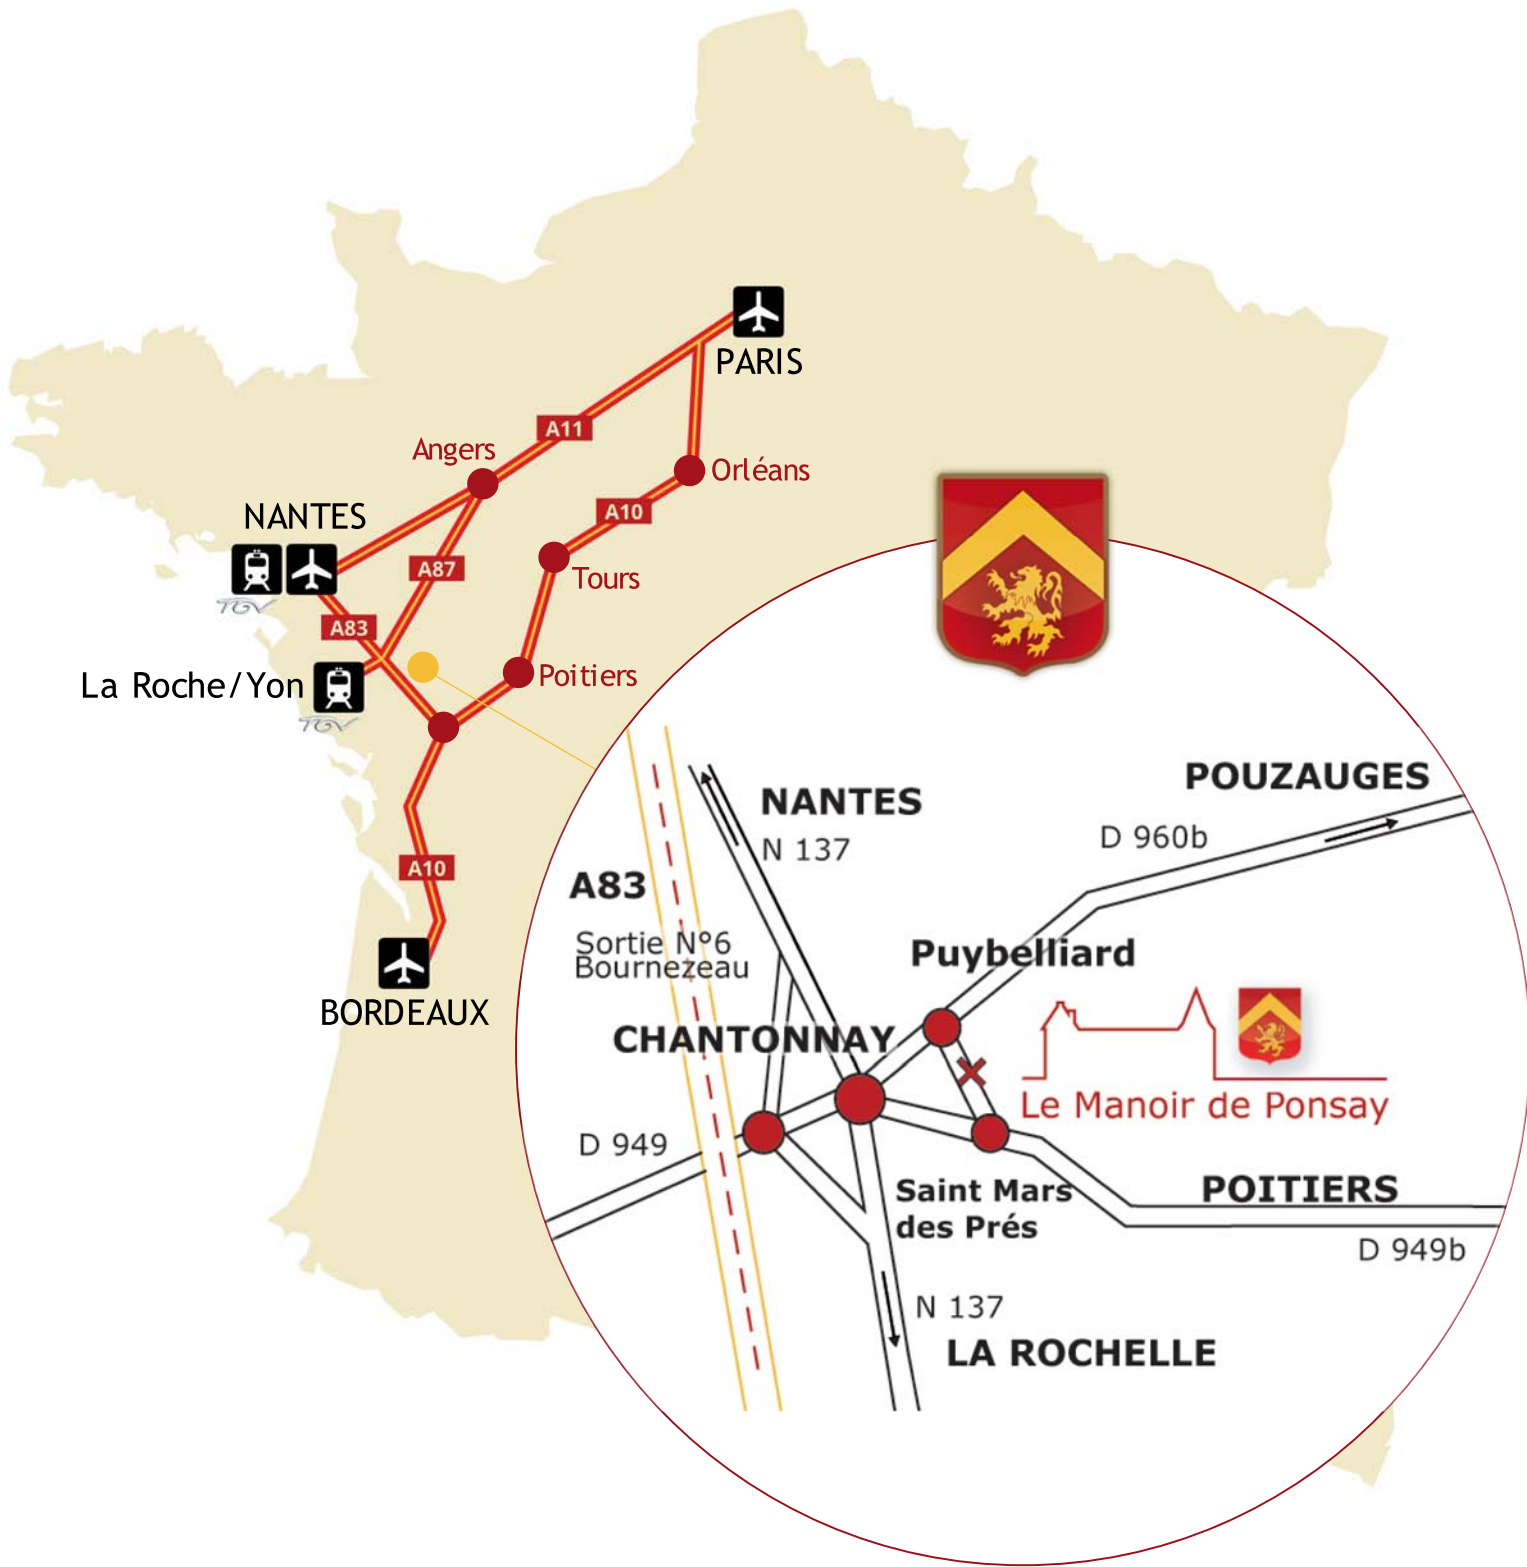 PARIS
A11
Angers
Orléans
NANTES
A10
A87
Tours
TGV
A83
La Roche/Yon
Poitiers
TGV
A10
BORDEAUX
POUZAUGES
NANTES
D 960b
N 137
A83
Sortie N°6
Bournezeau
Puybelliard
CHANTONNAY
Le Manoir de Ponsay
D 949
Saint Mars
des Prés
POITIERS
D 949b
N 137
LA ROCHELLE